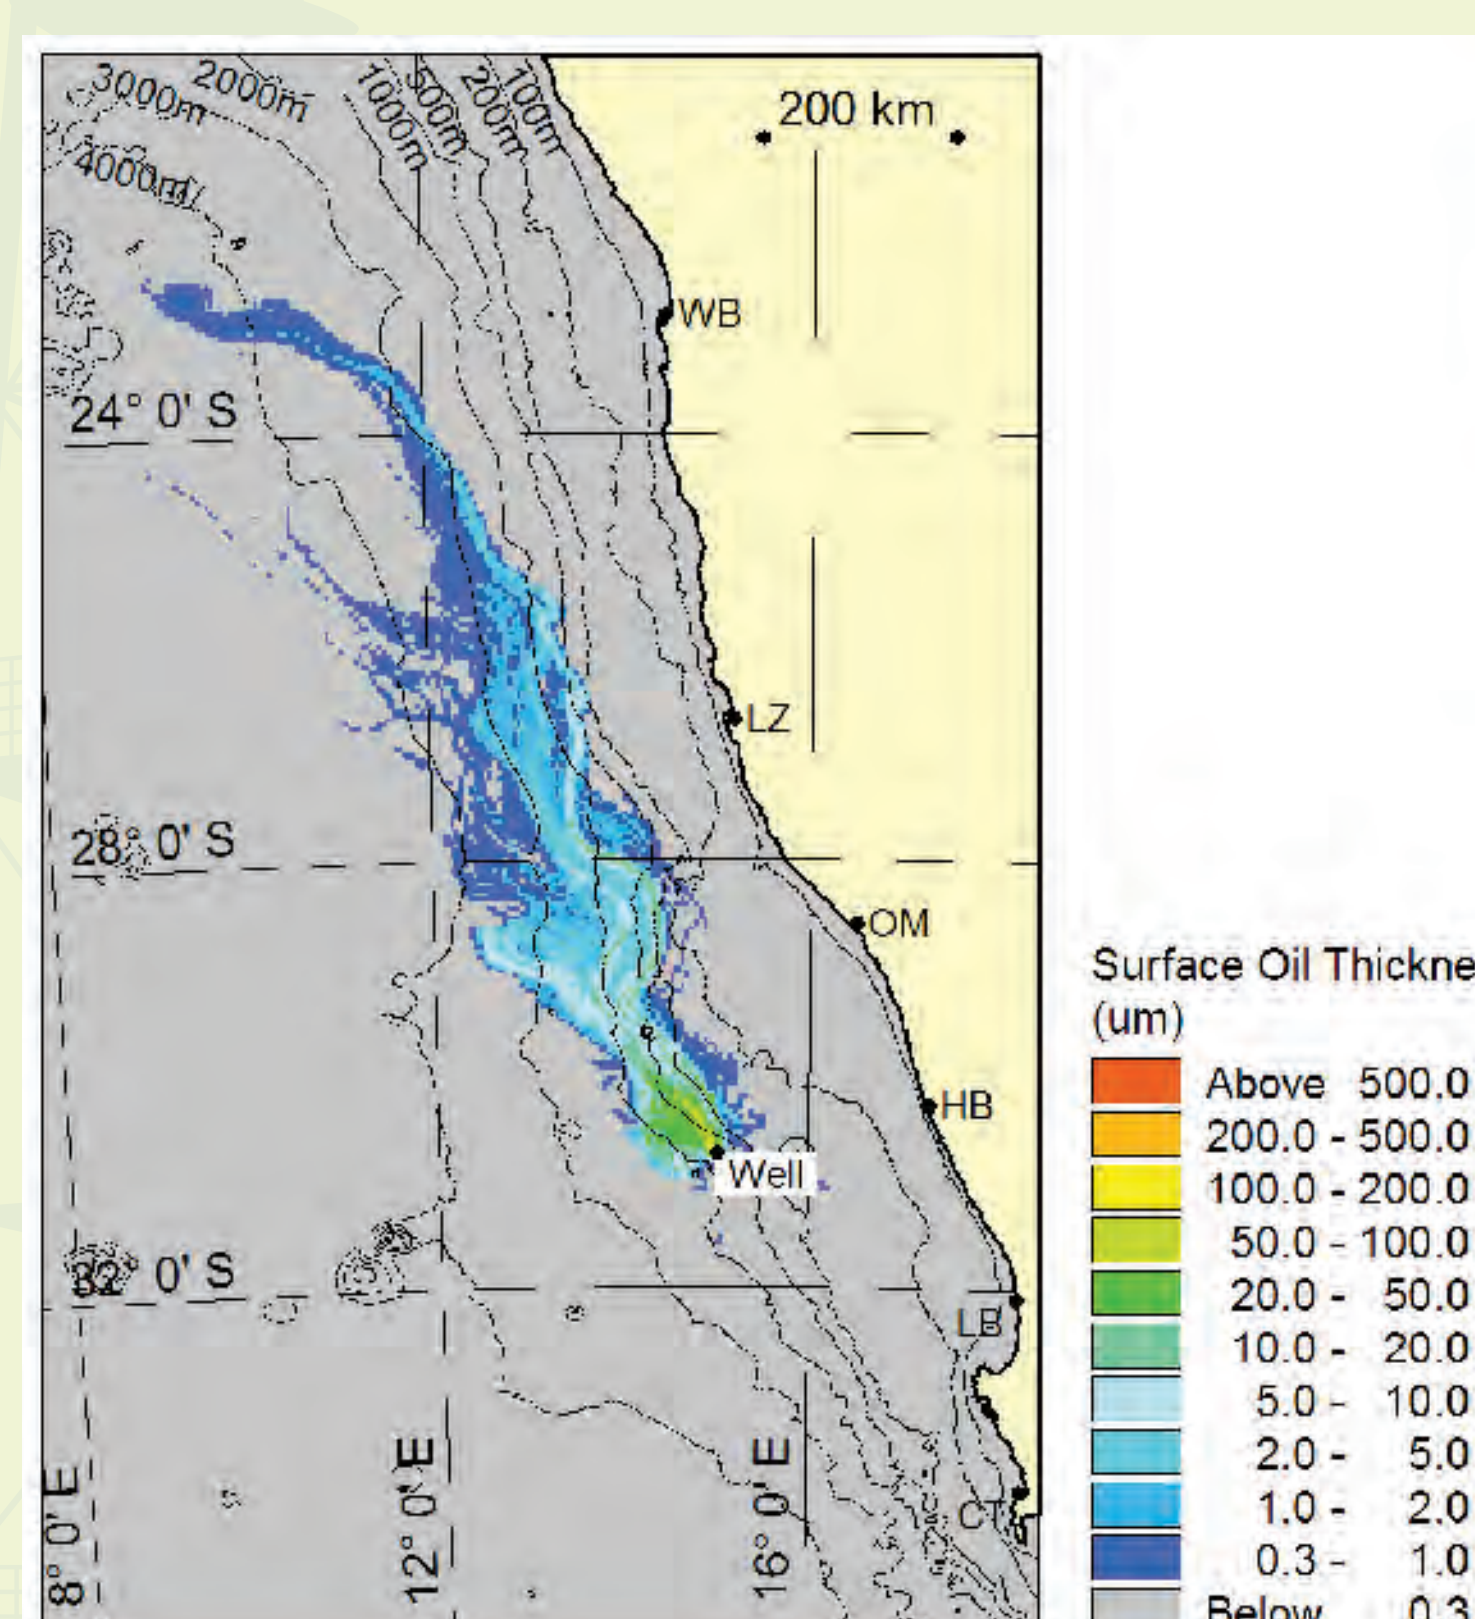 3000m
2000m
1000m
500m
200m
100m
200 km
4000m
WB
24° 0' S
LZ
28° 0' S
OM
Surface Oil Thickne
(um)
HB
Above 500.0
200.0 - 500.0
Well
100.0 - 200.0
50.0 - 100.0
32° 0' S
20.0 - 50.0
LB
10.0 - 20.0
5.0 - 10.0
2.0 - 5.0
CT
1.0 - 2.0
0.3 - 1.0
Below 0.3
8° 0' E
12° 0' E
16° 0' E